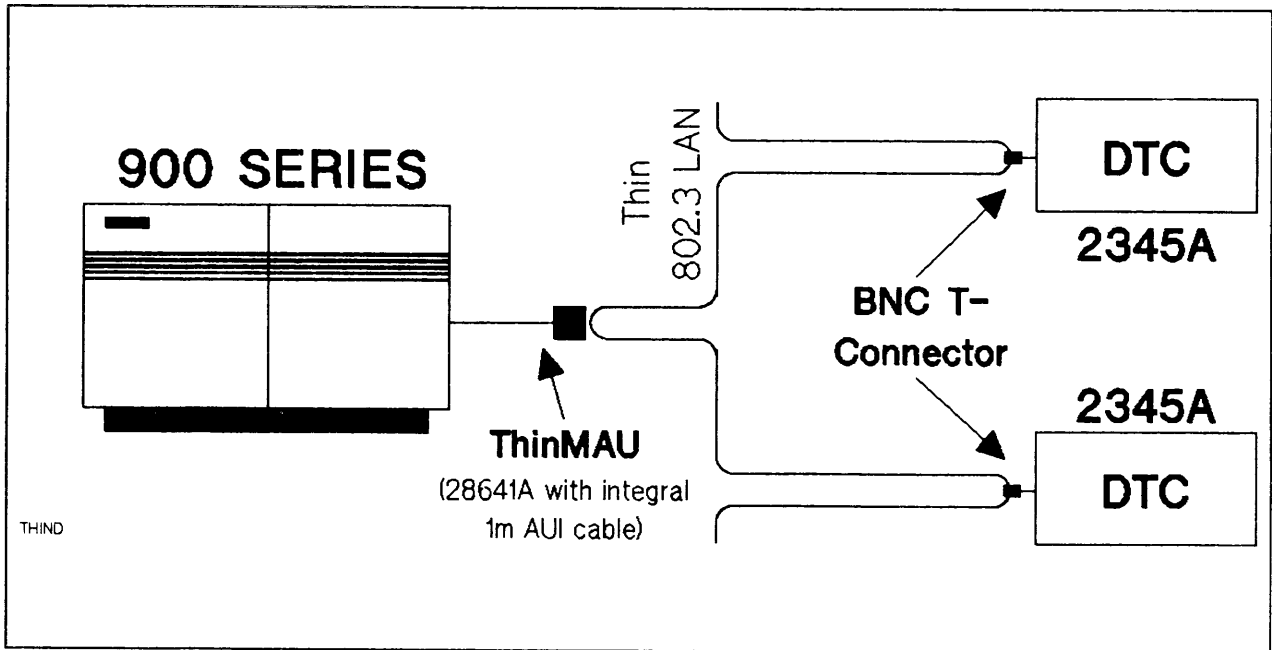 900 SERIES
Thin
802.3 LAN
DTC
2345A
BNC T-
Connector
2345A
DTC
ThinMAU
(28641A with integral
1m AUI cable)
THIND